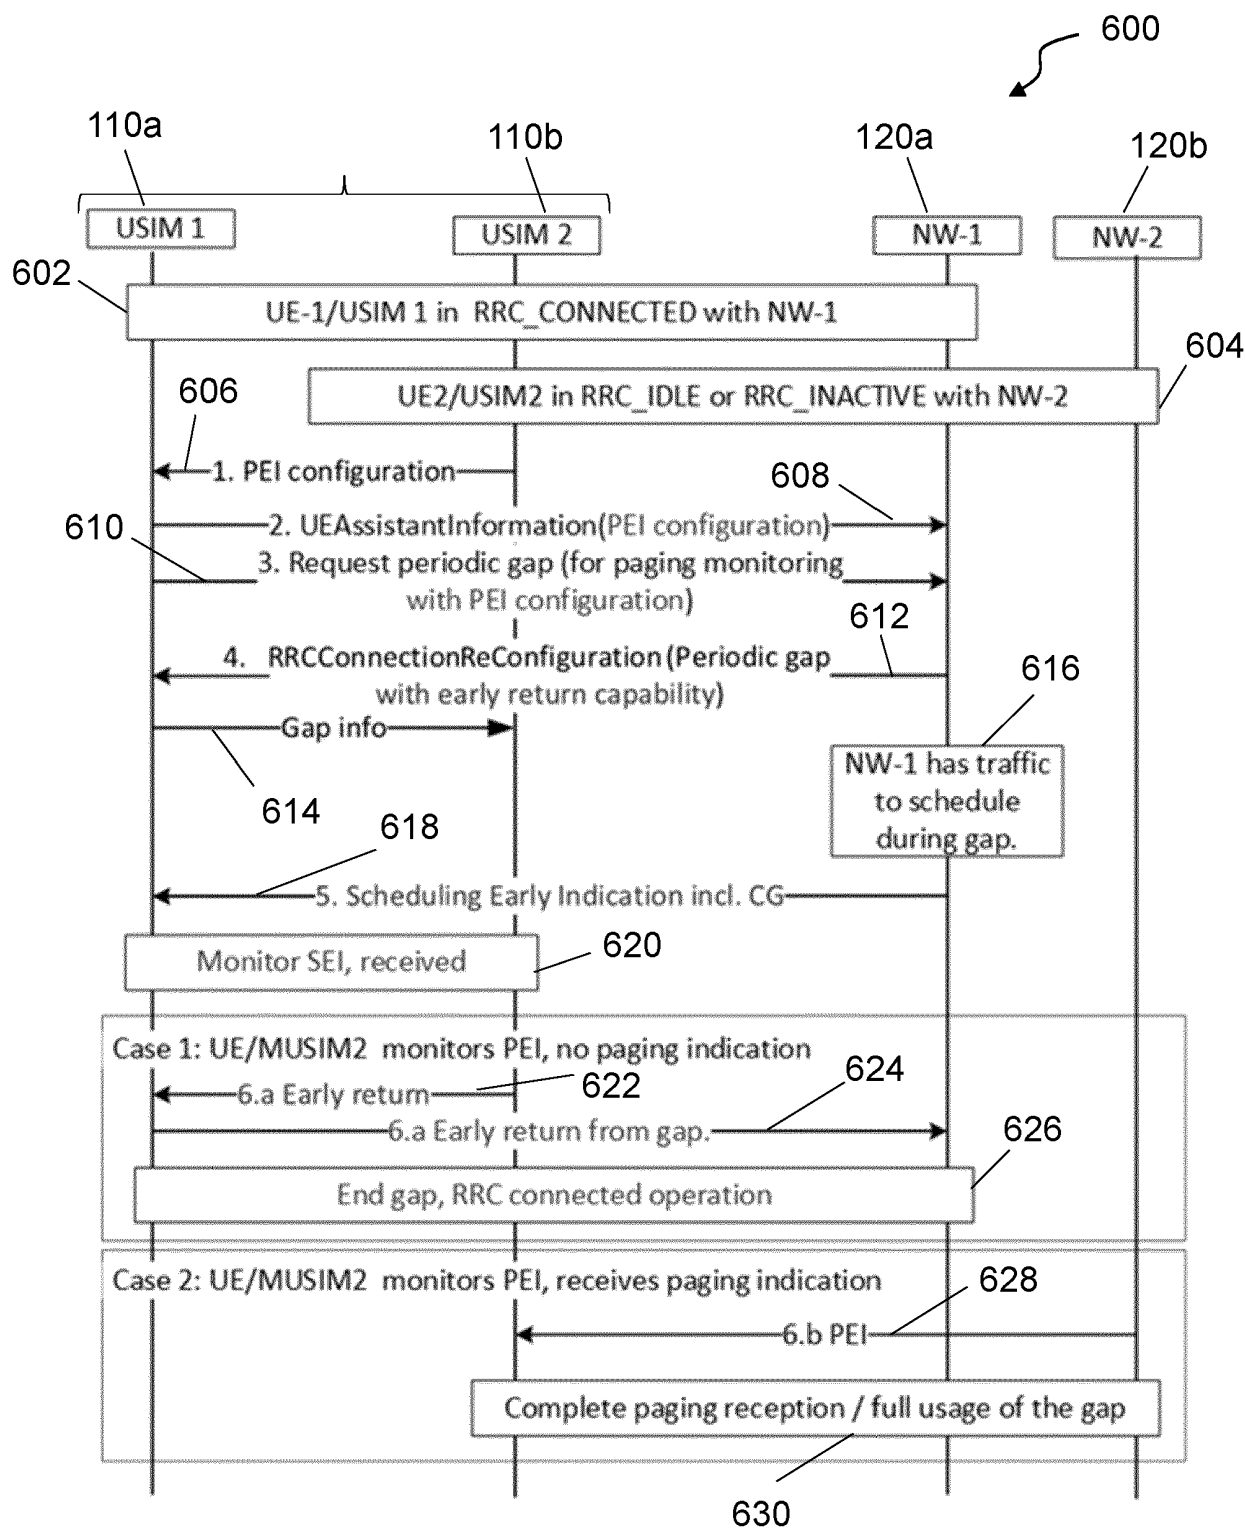 600
110a
110b
120a
120b
USIM 1
USIM 2
NW-1
NW-2
602
UE-1/USIM 1 in RRC_CONNECTED with NW-1
604
UE2/USIM2 in RRC_IDLE or RRC_INACTIVE with NW-2
606
1. PEI configuration
608
2. UEAssistantInformation(PEI configuration)
610
3. Request periodic gap (for paging monitoring
with PEI configuration)
612
4. RRCConnectionReConfiguration (Periodic gap
with early return capability)
616
Gap info
614
NW-1 has traffic
to schedule
during gap.
618
5. Scheduling Early Indication incl. CG
620
Monitor SEI, received
Case 1: UE/MUSIM2 monitors PEI, no paging indication
622
624
6.a Early return
6.a Early return from gap.
626
End gap, RRC connected operation
Case 2: UE/MUSIM2 monitors PEI, receives paging indication
628
6.b PEI
Complete paging reception / full usage of the gap
630